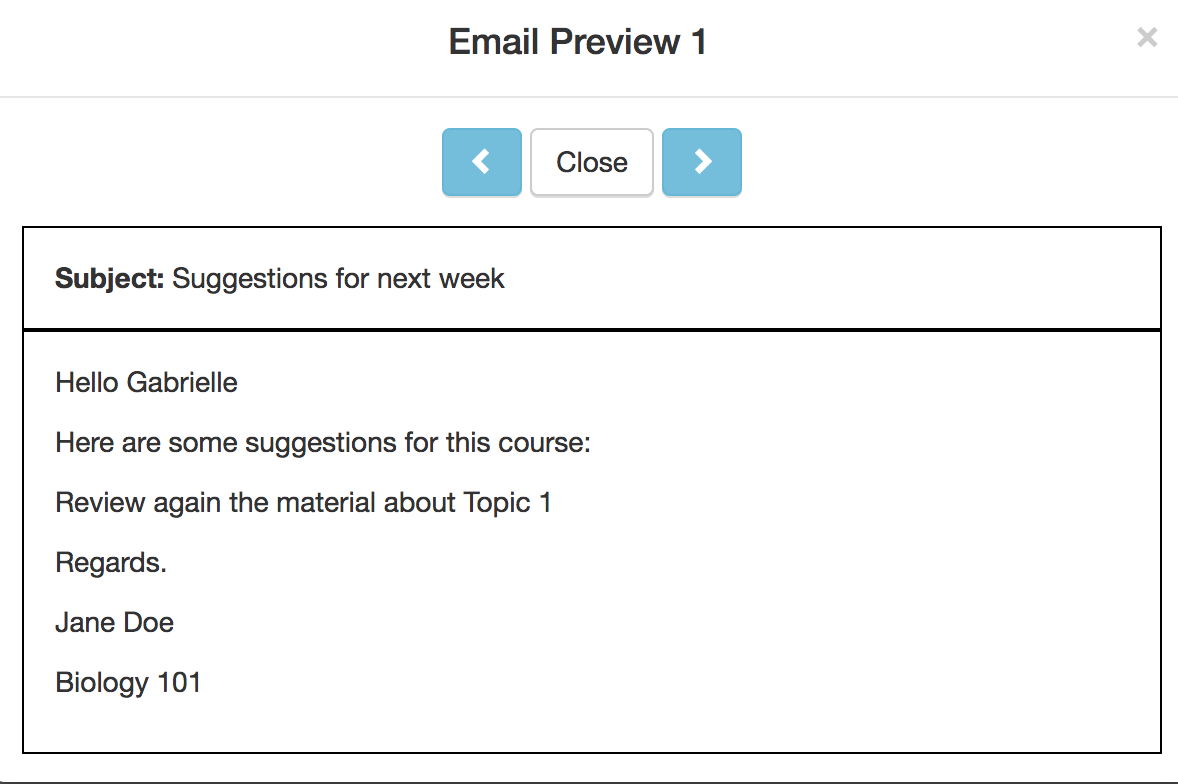 Email Preview 1
×
Close
Subject: Suggestions for next week
Hello Gabrielle
Here are some suggestions for this course:
Review again the material about Topic 1
Regards.
Jane Doe
Biology 101